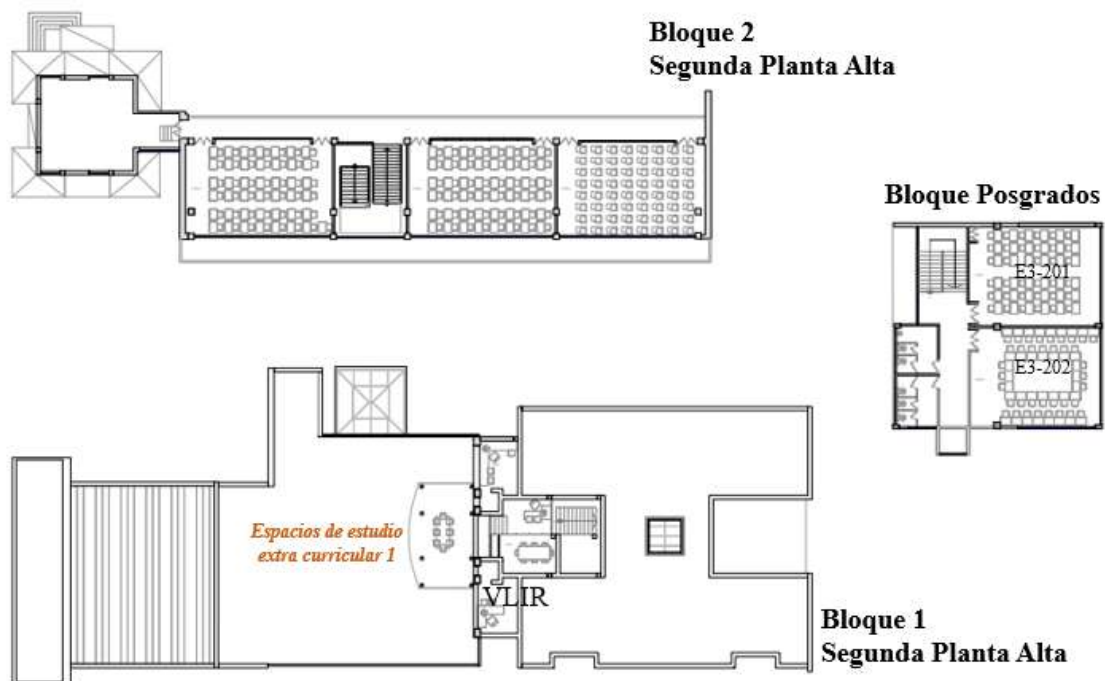 Bloque 2
Segunda Planta Alta
Bloque Posgrados
E3-201
E3-202
Espacios de estudio
extra curricular 1
VLIR
Bloque 1
Segunda Planta Alta